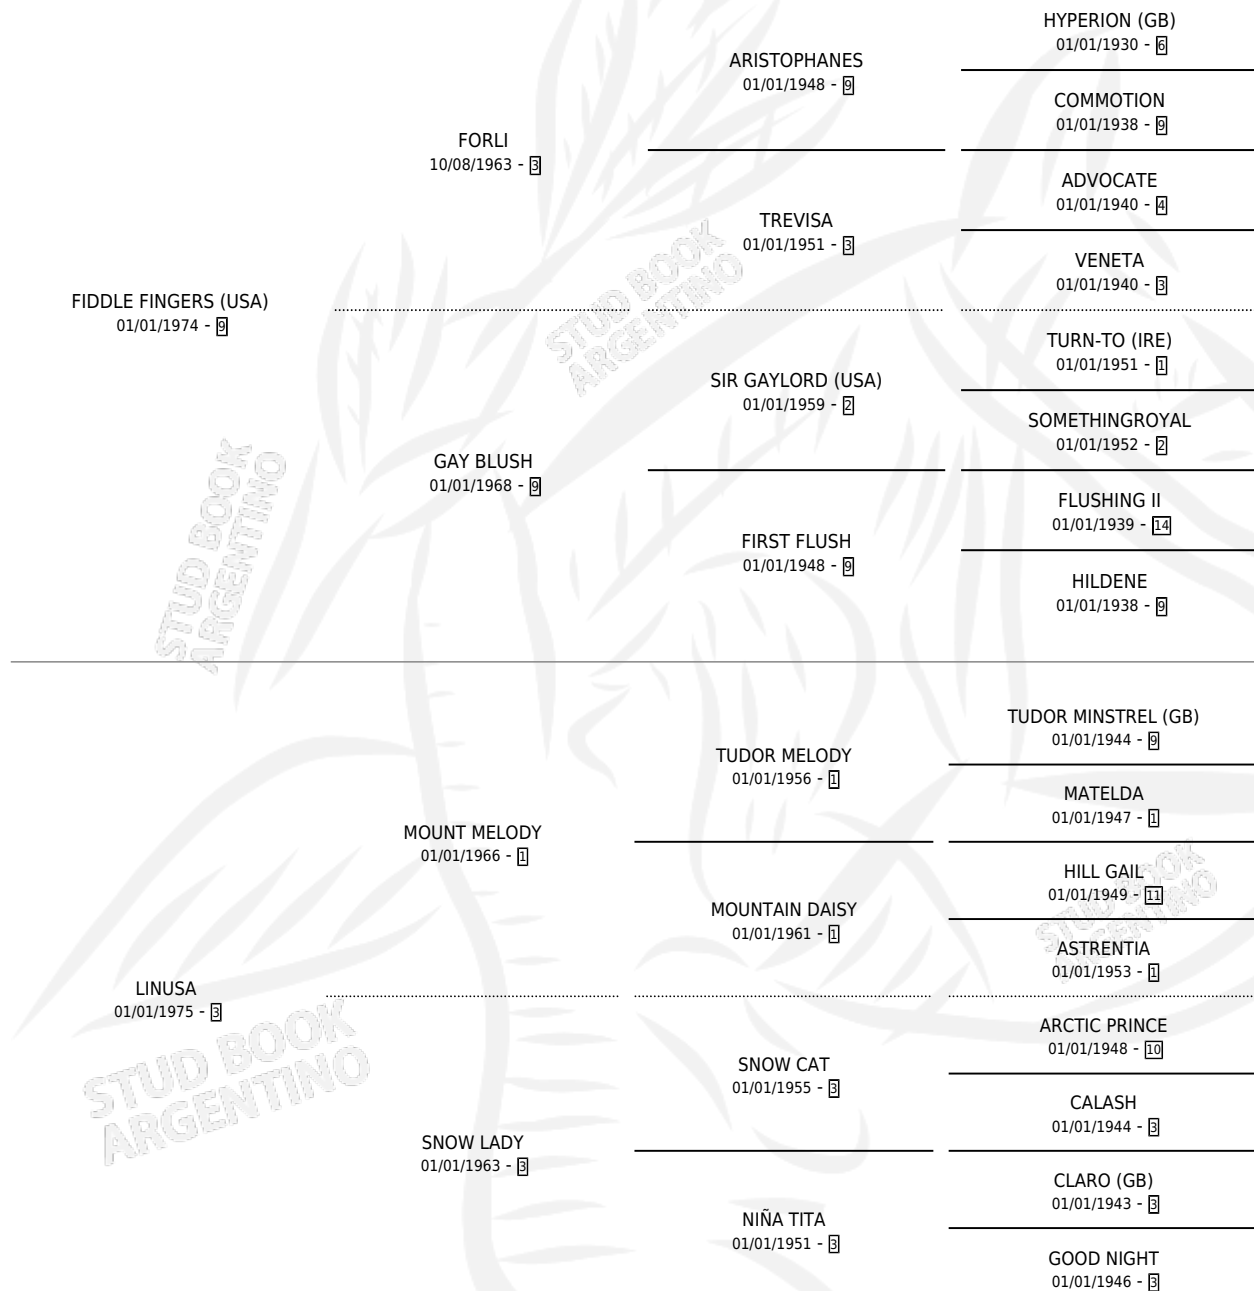 HYPERION (GB)
01/01/1930 - 6
ARISTOPHANES
01/01/1948 - 9
COMMOTION
01/01/1938 - 9
FORLI
10/08/1963 - 3
ADVOCATE
01/01/1940 - 4
TREVISA
01/01/1951 - 3
VENETA
01/01/1940 - 3
FIDDLE FINGERS (USA)
01/01/1974 - 9
TURN-TO (IRE)
01/01/1951 - 1
SIR GAYLORD (USA)
01/01/1959 - 2
SOMETHINGROYAL
01/01/1952 - 2
GAY BLUSH
01/01/1968 - 9
FLUSHING II
01/01/1939 - 14
FIRST FLUSH
01/01/1948 - 9
HILDENE
01/01/1938 - 9
TUDOR MINSTREL (GB)
01/01/1944 - 9
TUDOR MELODY
01/01/1956 - 1
MATELDA
01/01/1947 - 1
MOUNT MELODY
01/01/1966 - 1
HILL GAIL
01/01/1949 - 11
MOUNTAIN DAISY
01/01/1961 - 1
ASTRENTIA
01/01/1953 - 1
LINUSA
01/01/1975 - 3
ARCTIC PRINCE
01/01/1948 - 10
SNOW CAT
01/01/1955 - 3
CALASH
01/01/1944 - 3
SNOW LADY
01/01/1963 - 3
CLARO (GB)
01/01/1943 - 3
NIÑA TITA
01/01/1951 - 3
GOOD NIGHT
01/01/1946 - 3
STUD BOOK
ARGENTINO
STUD BOOK
ARGENTINO
STUD BOOK
ARGENTINO
STUD BOOK
ARGENTINO